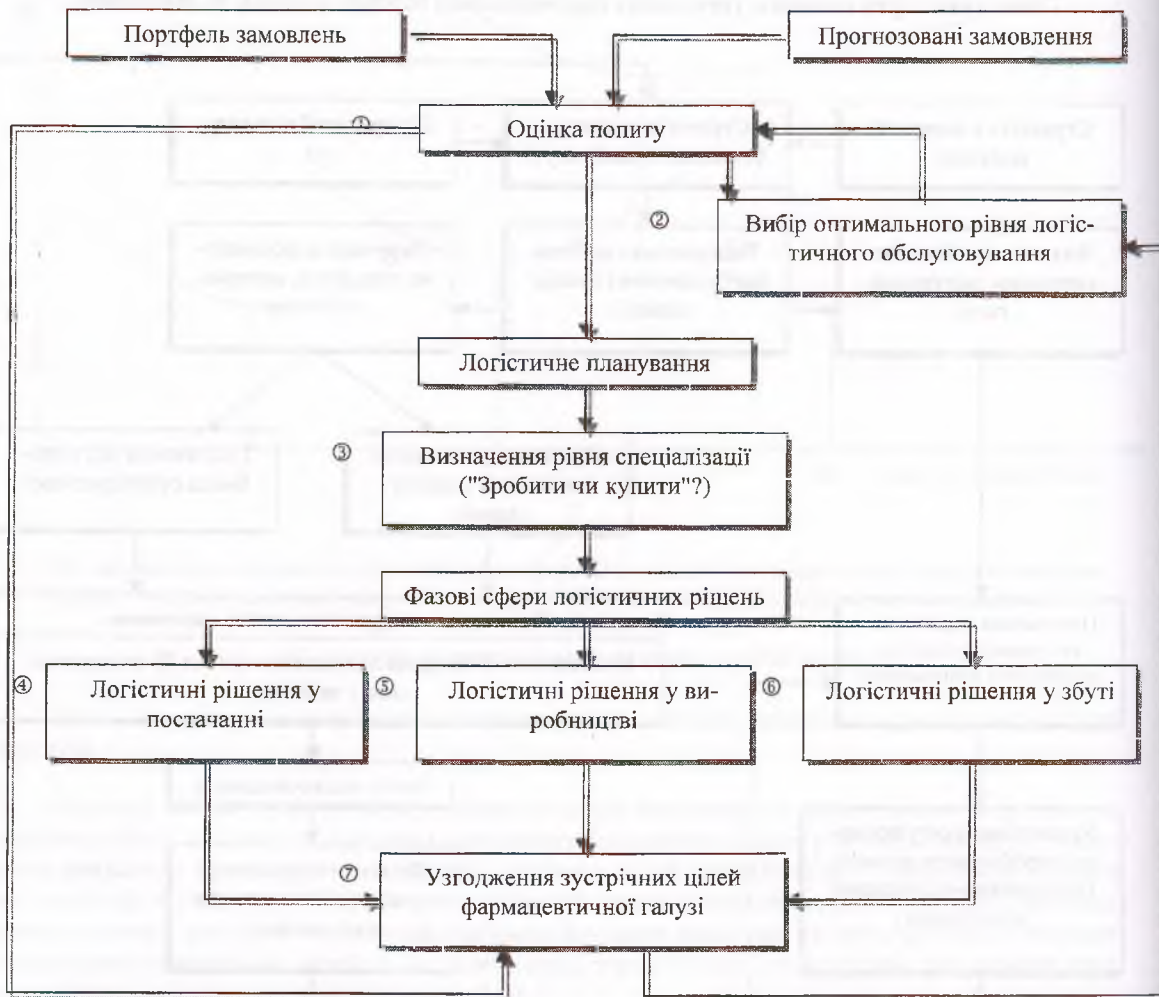 Портфель замовлень
Прогнозовані замовлення
①
Оцінка попиту
②
Вибір оптимального рівня логіс-
тичного обслуговування
Логістичне планування
③
Визначення рівня спеціалізації
("Зробити чи купити"?)
Фазові сфери логістичних рішень
④
Логістичні рішення у
постачанні
⑤
Логістичні рішення у ви-
робництві
⑥
Логістичні рішення у збуті
⑦
Узгодження зустрічних цілей
фармацевтичної галузі